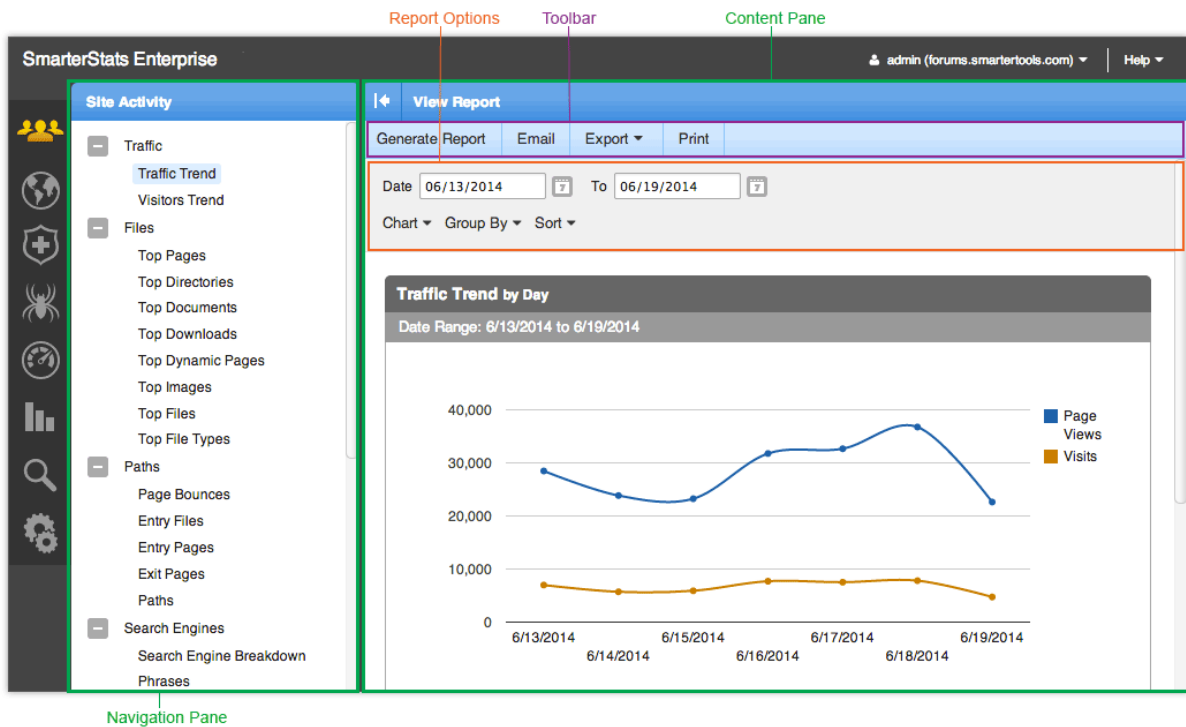 Report Options
Toolbar
Content Pane
SmarterStats Enterprise
admin (forums.smartertools.com)
Help
Site Activity
Traffic
Traffic Trend
Visitors Trend
Files
Top Pages
Top Directories
Top Documents
Top Downloads
Top Dynamic Pages
Top Images
Top Files
Top File Types
Paths
Page Bounces
Entry Files
Entry Pages
Exit Pages
Paths
Search Engines
Search Engine Breakdown
Phrases
View Report
Generate Report
Email
Export
Print
Date 06/13/2014 7 To 06/19/2014 7
Chart Group By Sort
Traffic Trend by Day
Date Range: 6/13/2014 to 6/19/2014
40,000
30,000
20,000
10,000
0
6/13/2014
6/14/2014
6/15/2014
6/16/2014
6/17/2014
6/18/2014
6/19/2014
Page
Views
Visits
Navigation Pane